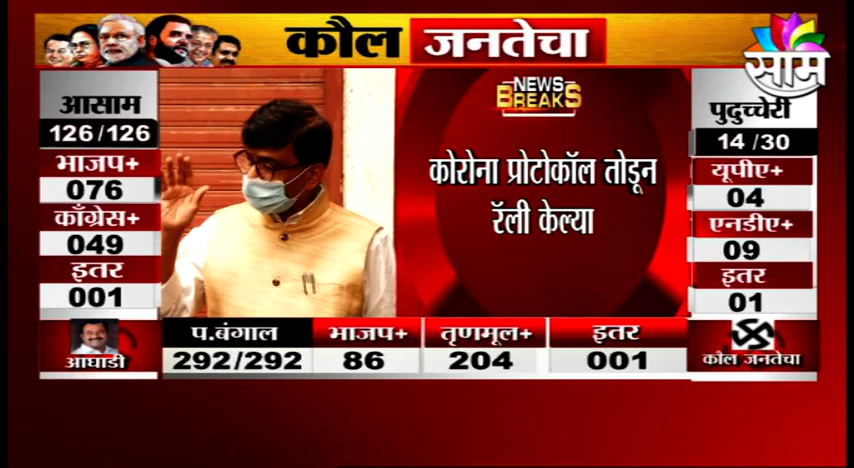 कौल जनतेचा
साम
आसाम
126/126
भाजप+
076
काँग्रेस+
049
इतर
001
NEWS
BREAKS
कोरोना प्रोटोकॉल तोडून
रॅली केल्या
पुदुच्चेरी
14/30
यूपीए+
04
एनडीए+
09
इतर
01
आघाडी
प.बंगाल भाजप+ तृणमूल+ इतर
292/292 86 204 001
कौल जनतेचा